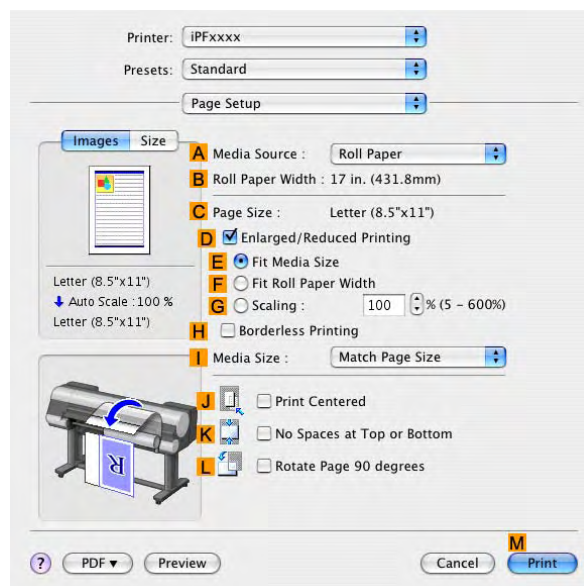 Printer: iPFxxxx
Presets: Standard
Page Setup
Images Size
A Media Source : Roll Paper
B Roll Paper Width : 17 in. (431.8mm)
C Page Size : Letter (8.5"x11")
D Enlarged/Reduced Printing
E Fit Media Size
F Fit Roll Paper Width
G Scaling : 100 % (5 - 600%)
H Borderless Printing
I Media Size : Match Page Size
Letter (8.5"x11")
Auto Scale :100 %
Letter (8.5"x11")
J Print Centered
K No Spaces at Top or Bottom
L Rotate Page 90 degrees
R
M
? PDF Preview Cancel Print